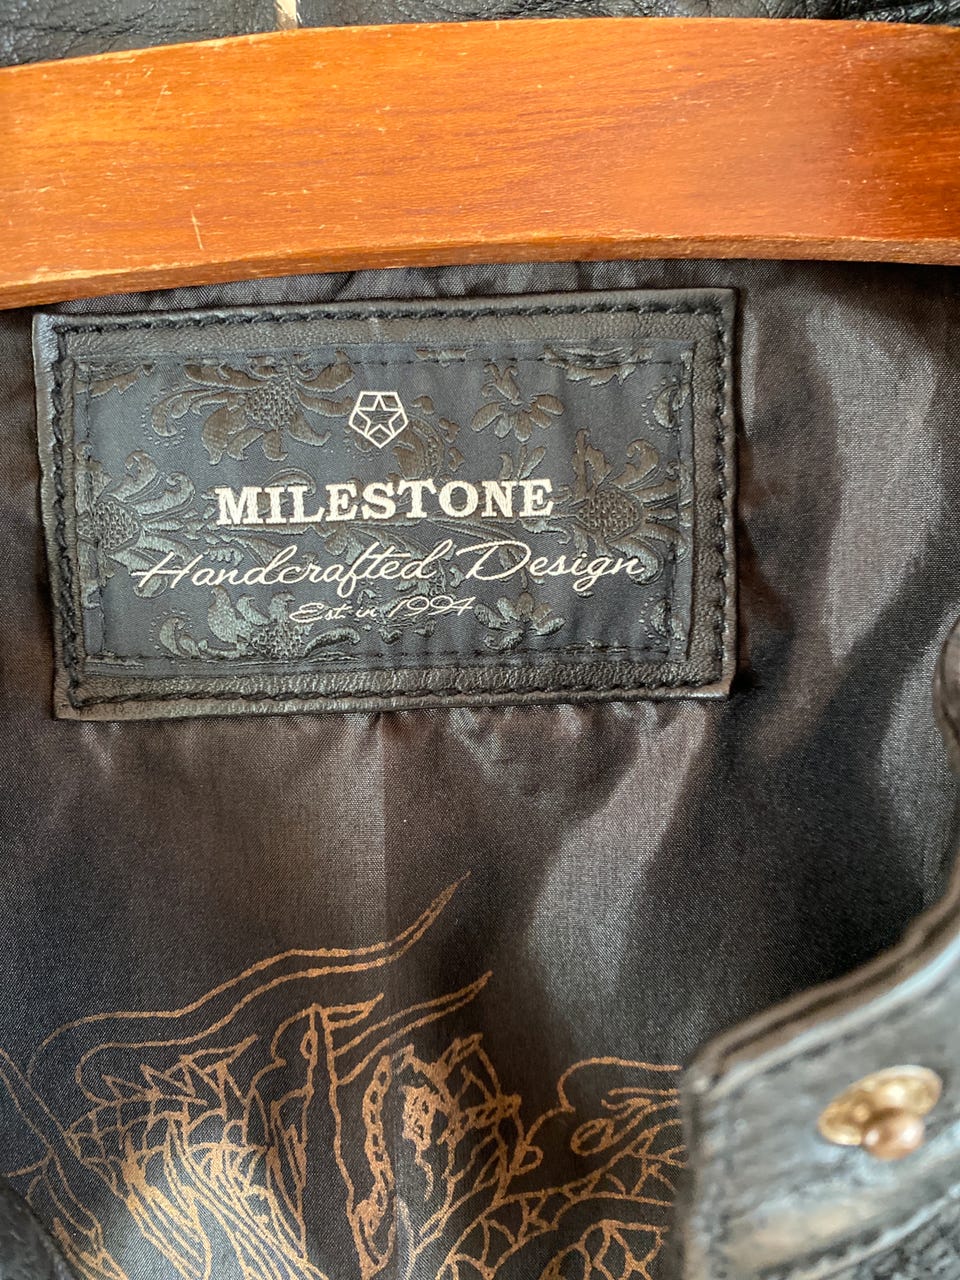 MILESTONE
Handcrafted Design
Est in 1994